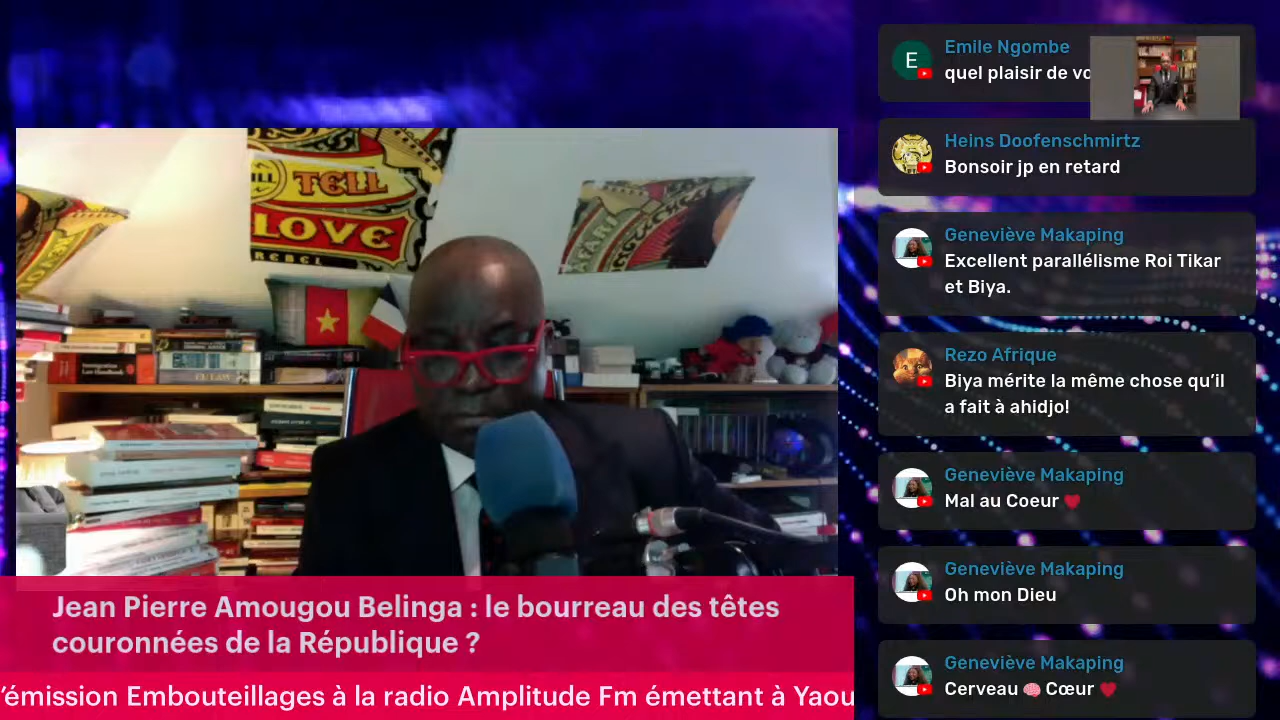 TELL
LOVE
REBEL
Jean Pierre Amougou Belinga : le bourreau des têtes
couronnées de la République ?
’émission Embouteillages à la radio Amplitude Fm émettant à Yaou
E
Emile Ngombe
quel plaisir de vo
Heins Doofenschmirtz
Bonsoir jp en retard
Geneviève Makaping
Excellent parallélisme Roi Tikar
et Biya.
Rezo Afrique
Biya mérite la même chose qu’il
a fait à ahidjo!
Geneviève Makaping
Mal au Coeur ♥️
Geneviève Makaping
Oh mon Dieu
Geneviève Makaping
Cerveau 🧠 Cœur ♥️